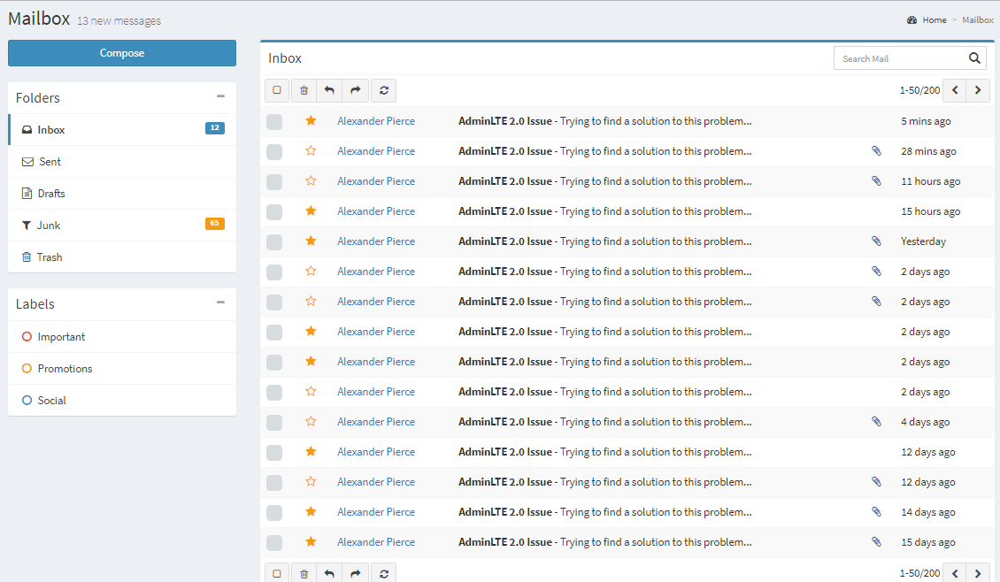 Mailbox 13 new messages
Home > Mailbox
Compose
Folders
Inbox 12
Sent
Drafts
Junk 65
Trash
Labels
Important
Promotions
Social
Inbox
Search Mail
1-50/200
Alexander Pierce AdminLTE 2.0 Issue - Trying to find a solution to this problem... 5 mins ago
Alexander Pierce AdminLTE 2.0 Issue - Trying to find a solution to this problem... 28 mins ago
Alexander Pierce AdminLTE 2.0 Issue - Trying to find a solution to this problem... 11 hours ago
Alexander Pierce AdminLTE 2.0 Issue - Trying to find a solution to this problem... 15 hours ago
Alexander Pierce AdminLTE 2.0 Issue - Trying to find a solution to this problem... Yesterday
Alexander Pierce AdminLTE 2.0 Issue - Trying to find a solution to this problem... 2 days ago
Alexander Pierce AdminLTE 2.0 Issue - Trying to find a solution to this problem... 2 days ago
Alexander Pierce AdminLTE 2.0 Issue - Trying to find a solution to this problem... 2 days ago
Alexander Pierce AdminLTE 2.0 Issue - Trying to find a solution to this problem... 2 days ago
Alexander Pierce AdminLTE 2.0 Issue - Trying to find a solution to this problem... 2 days ago
Alexander Pierce AdminLTE 2.0 Issue - Trying to find a solution to this problem... 4 days ago
Alexander Pierce AdminLTE 2.0 Issue - Trying to find a solution to this problem... 12 days ago
Alexander Pierce AdminLTE 2.0 Issue - Trying to find a solution to this problem... 12 days ago
Alexander Pierce AdminLTE 2.0 Issue - Trying to find a solution to this problem... 14 days ago
Alexander Pierce AdminLTE 2.0 Issue - Trying to find a solution to this problem... 15 days ago
1-50/200